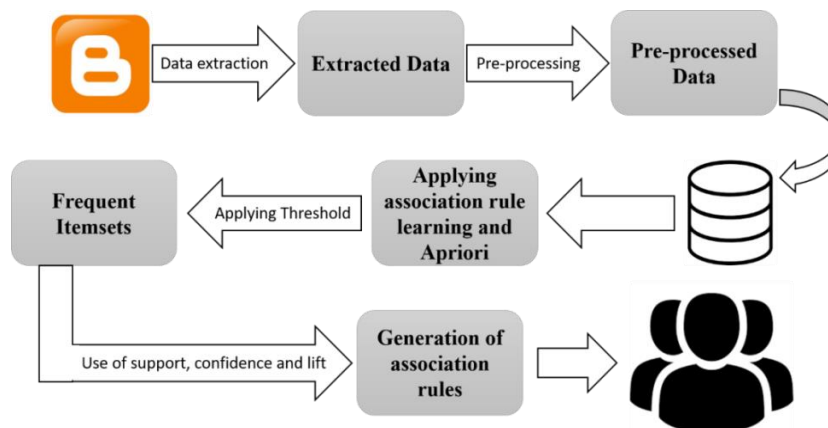 Data extraction
Extracted Data
Pre-processing
Pre-processed
Data
Frequent
Itemsets
Applying Threshold
Applying
association rule
learning and
Apriori
Use of support, confidence and lift
Generation of
association
rules